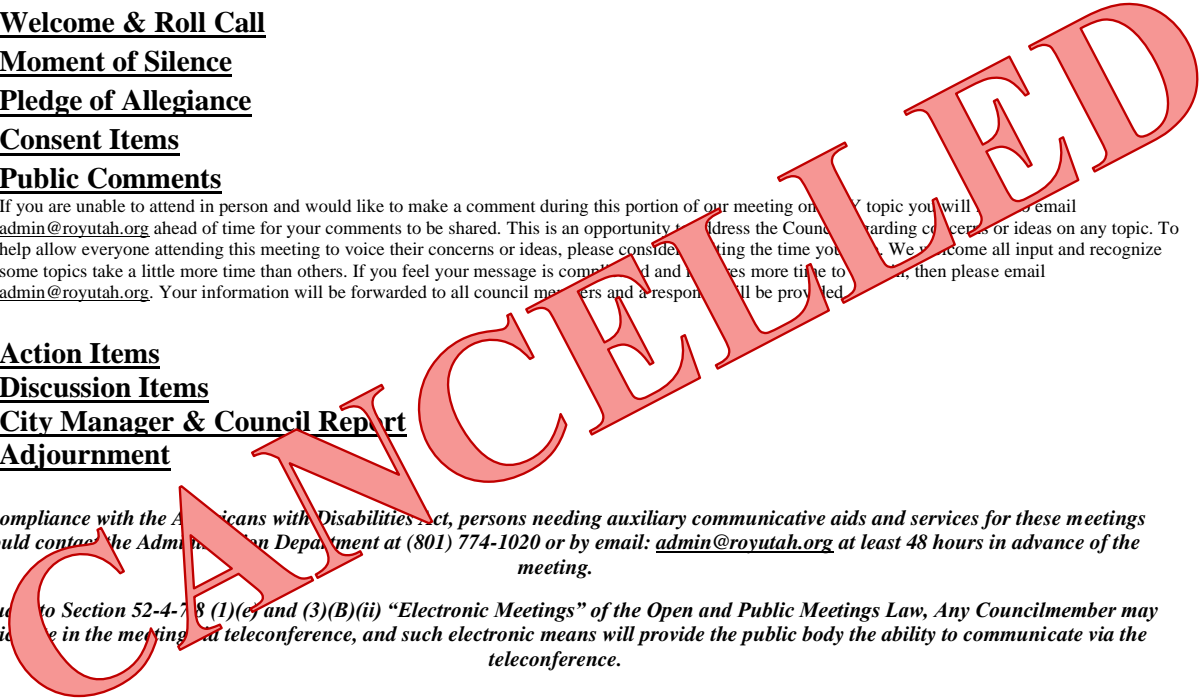 Welcome & Roll Call
Moment of Silence
Pledge of Allegiance
Consent Items
Public Comments
If you are unable to attend in person and would like to make a comment during this portion of our meeting on topic you will email
admin@royutah.org ahead of time for your comments to be shared. This is an opportunity to address the Council regarding concerns or ideas on any topic. To
help allow everyone attending this meeting to voice their concerns or ideas, please consider the time you We welcome all input and recognize
some topics take a little more time than others. If you feel your message is and more time to then please email
admin@royutah.org. Your information will be forwarded to all council members and a response will be provided
Action Items
Discussion Items
City Manager & Council Report
Adjournment
ompliance with the Americans with Disabilities Act, persons needing auxiliary communicative aids and services for these meetings
ould contact the Administration Department at (801) 774-1020 or by email: admin@royutah.org at least 48 hours in advance of the
meeting.
to Section 52-4-7.8 (1)(e) and (3)(B)(ii) “Electronic Meetings” of the Open and Public Meetings Law, Any Councilmember may
in the meeting via teleconference, and such electronic means will provide the public body the ability to communicate via the
teleconference.
CANCELLED